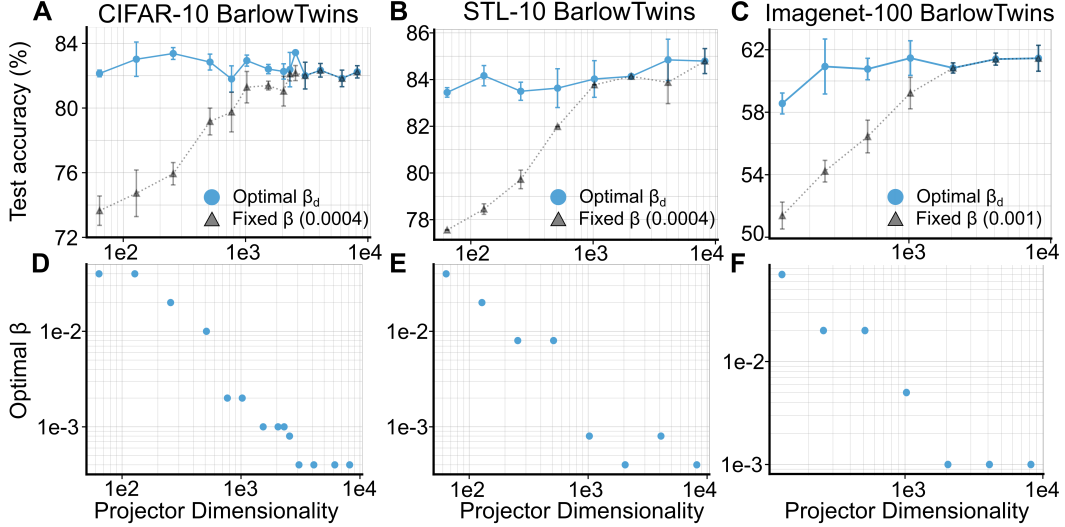 A CIFAR-10 BarlowTwins
B STL-10 BarlowTwins
C Imagenet-100 BarlowTwins
Test accuracy (%)
84
80
76
72
1e2 1e3 1e4
Optimal βd
Fixed β (0.0004)
86
84
82
80
78
1e2 1e3 1e4
Optimal βd
Fixed β (0.0004)
62
58
54
50
1e3 1e4
Optimal βd
Fixed β (0.001)
D
Optimal β
1e-2
1e-3
1e2 1e3 1e4
Projector Dimensionality
E
1e-2
1e-3
1e2 1e3 1e4
Projector Dimensionality
F
1e-2
1e-3
1e3 1e4
Projector Dimensionality